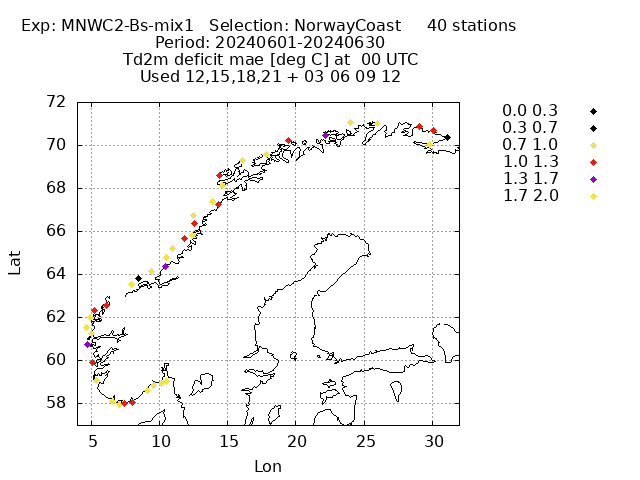 Exp: MNWC2-Bs-mix1   Selection: NorwayCoast     40 stations
Period: 20240601-20240630
Td2m deficit mae [deg C] at  00 UTC
Used 12,15,18,21 + 03 06 09 12
72
70
68
66
64
62
60
58
Lat
5 10 15 20 25 30
Lon
0.0 0.3
0.3 0.7
0.7 1.0
1.0 1.3
1.3 1.7
1.7 2.0